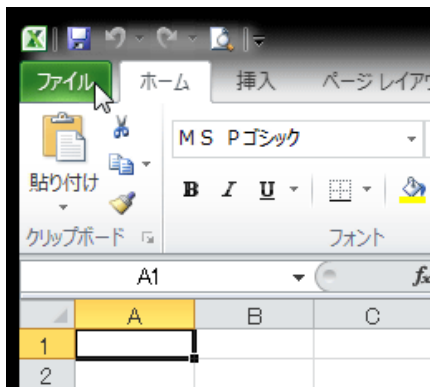 ファイル ホーム 挿入 ページ レイア
ＭＳ Ｐゴシック
貼り付け
B I U
クリップボード フォント
A1 fx
A B C
1
2